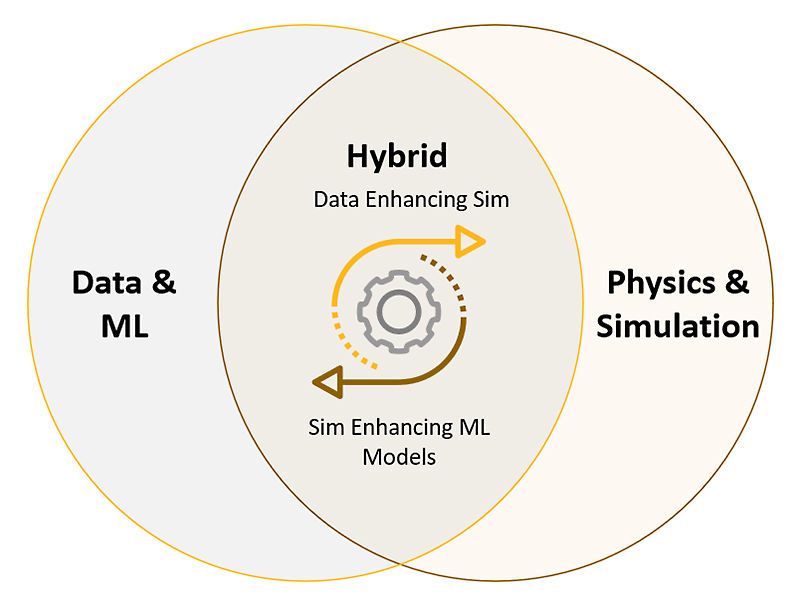 Hybrid
Data Enhancing Sim
Data &
ML
Physics &
Simulation
Sim Enhancing ML
Models